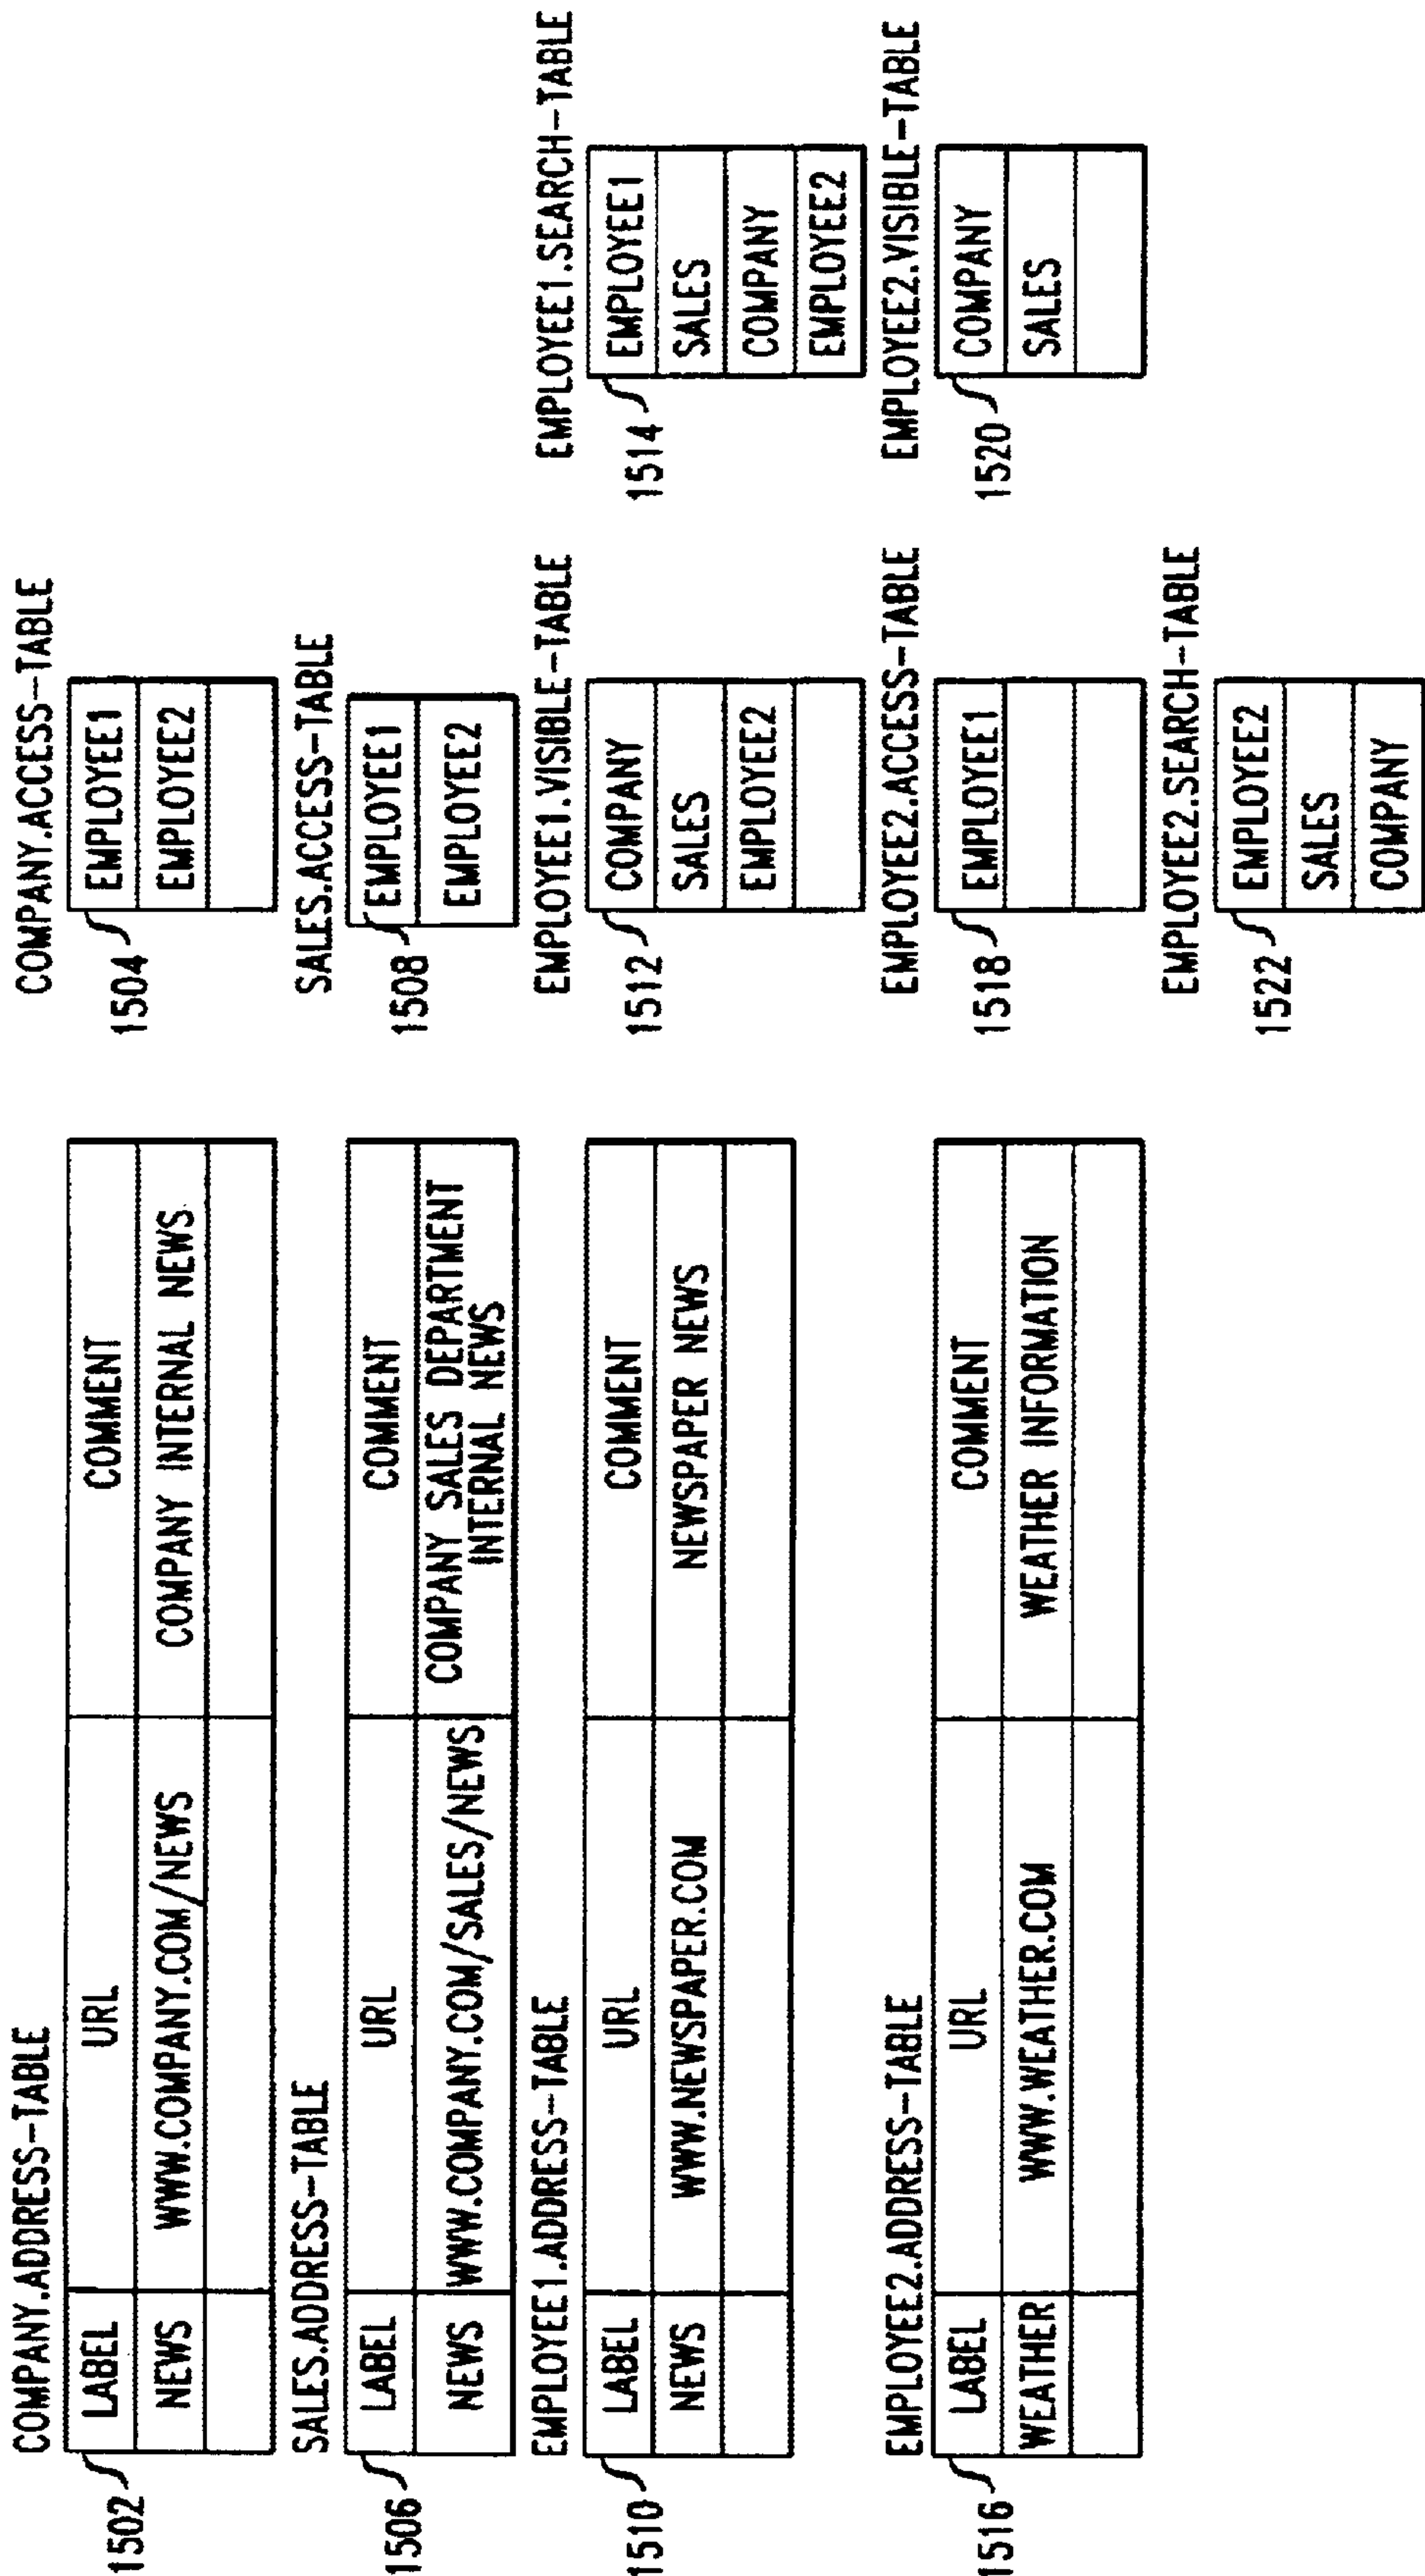 COMPANY.ADDRESS-TABLE
1502
LABEL URL COMMENT
NEWS WWW.COMPANY.COM/NEWS COMPANY INTERNAL NEWS
COMPANY.ACCESS-TABLE
1504
EMPLOYEE1
EMPLOYEE2
SALES.ADDRESS-TABLE
1506
LABEL URL COMMENT
NEWS WWW.COMPANY.COM/SALES/NEWS COMPANY SALES DEPARTMENT
INTERNAL NEWS
SALES.ACCESS-TABLE
1508
EMPLOYEE1
EMPLOYEE2
EMPLOYEE1.ADDRESS-TABLE
1510
LABEL URL COMMENT
NEWS WWW.NEWSPAPER.COM NEWSPAPER NEWS
EMPLOYEE1.VISIBLE-TABLE
1512
COMPANY
SALES
EMPLOYEE2
EMPLOYEE1.SEARCH-TABLE
1514
EMPLOYEE1
SALES
COMPANY
EMPLOYEE2
EMPLOYEE2.ADDRESS-TABLE
1516
LABEL URL COMMENT
WEATHER WWW.WEATHER.COM WEATHER INFORMATION
EMPLOYEE2.ACCESS-TABLE
1518
EMPLOYEE1
EMPLOYEE2.VISIBLE-TABLE
1520
COMPANY
SALES
EMPLOYEE2.SEARCH-TABLE
1522
EMPLOYEE2
SALES
COMPANY